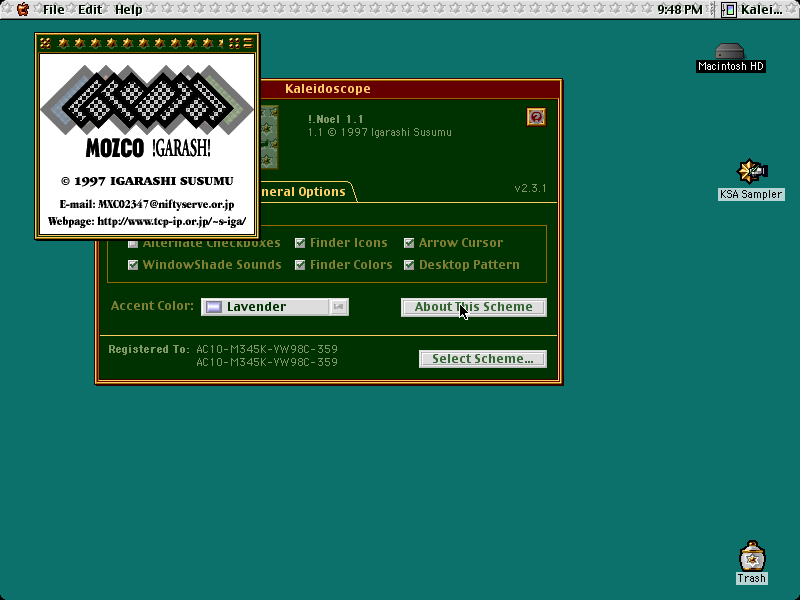 File Edit Help
9:48 PM
Kalei...
MOZCO !GARASH!
© 1997 IGARASHI SUSUMU
E-mail: MXC02347@niftyserve.or.jp
Webpage: http://www.tcp-ip.or.jp/~s-iga/
Kaleidoscope
!.Noel 1.1
1.1 © 1997 Igarashi Susumu
neral Options
v2.3.1
Alternate Checkboxes
Finder Icons
Arrow Cursor
WindowShade Sounds
Finder Colors
Desktop Pattern
Accent Color:
Lavender
About This Scheme
Registered To: AC10-M345K-VW98C-359
AC10-M345K-VW98C-359
Select Scheme...
Macintosh HD
KSA Sampler
Trash